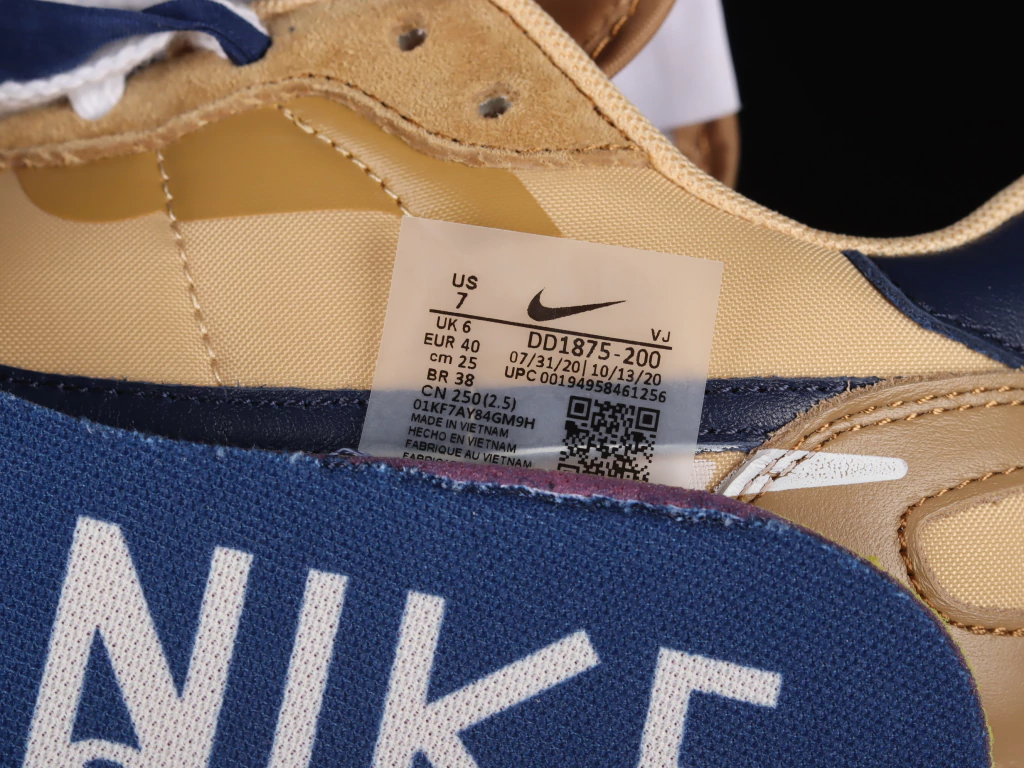 US
7
UK 6
EUR 40
cm 25
BR 38
CN 250(2.5)
VJ
DD1875-200
07/31/20| 10/13/20
UPC 00194958461256
01KF7AY84GM9H
MADE IN VIETNAM
HECHO EN VIETNAM
FABRIQUE AU VIETNAM
NIKE